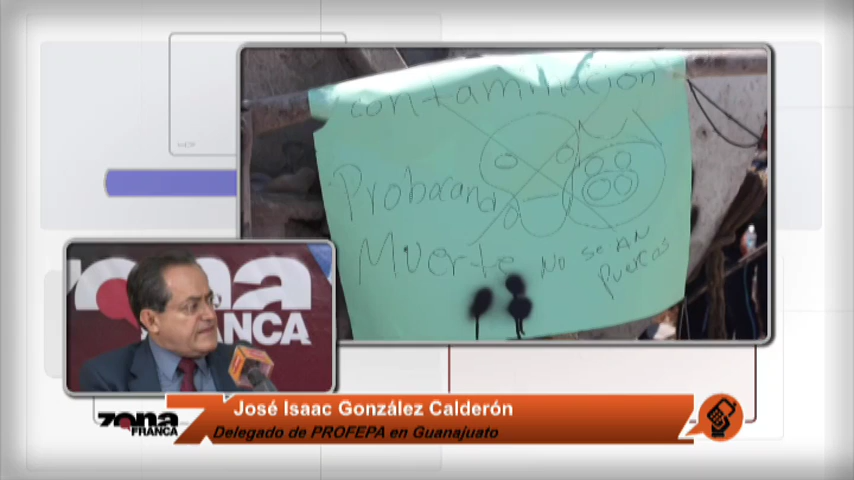 contaminación
Probocando
Muerte
No seAn
puercos
zona
FRANCA
José Isaac González Calderón
zona
FRANCA
Delegado de PROFEPA en Guanajuato